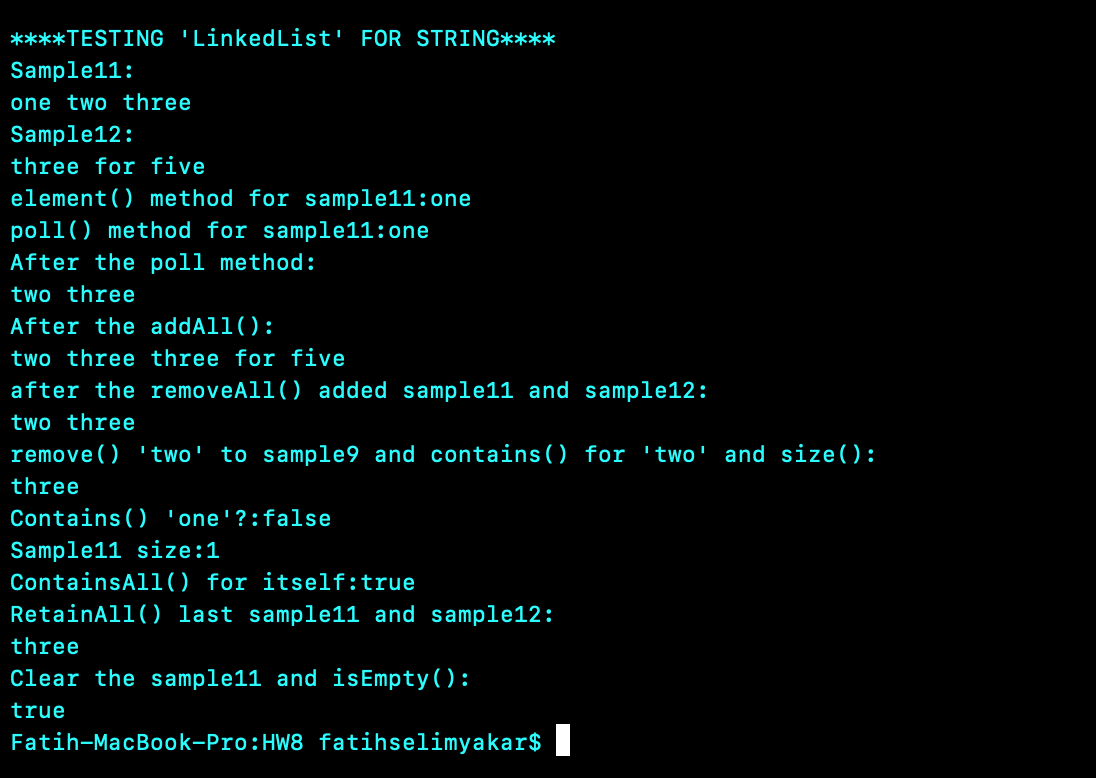 ****TESTING 'LinkedList' FOR STRING****
Sample11:
one two three
Sample12:
three for five
element() method for sample11:one
poll() method for sample11:one
After the poll method:
two three
After the addAll():
two three three for five
after the removeAll() added sample11 and sample12:
two three
remove() 'two' to sample9 and contains() for 'two' and size():
three
Contains() 'one'?:false
Sample11 size:1
ContainsAll() for itself:true
RetainAll() last sample11 and sample12:
three
Clear the sample11 and isEmpty():
true
Fatih-MacBook-Pro:HW8 fatihselimyakar$